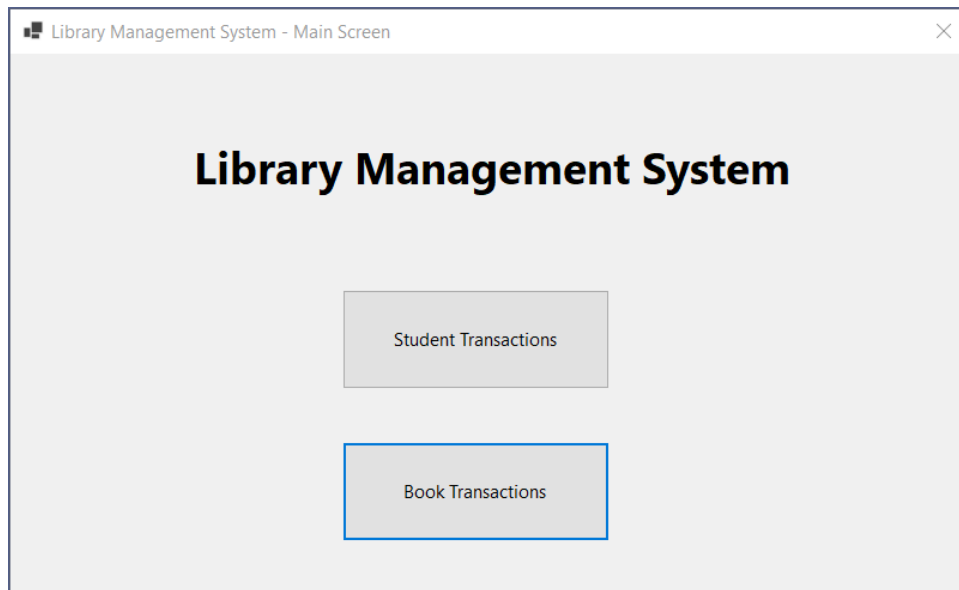 Library Management System - Main Screen
Library Management System
Student Transactions
Book Transactions